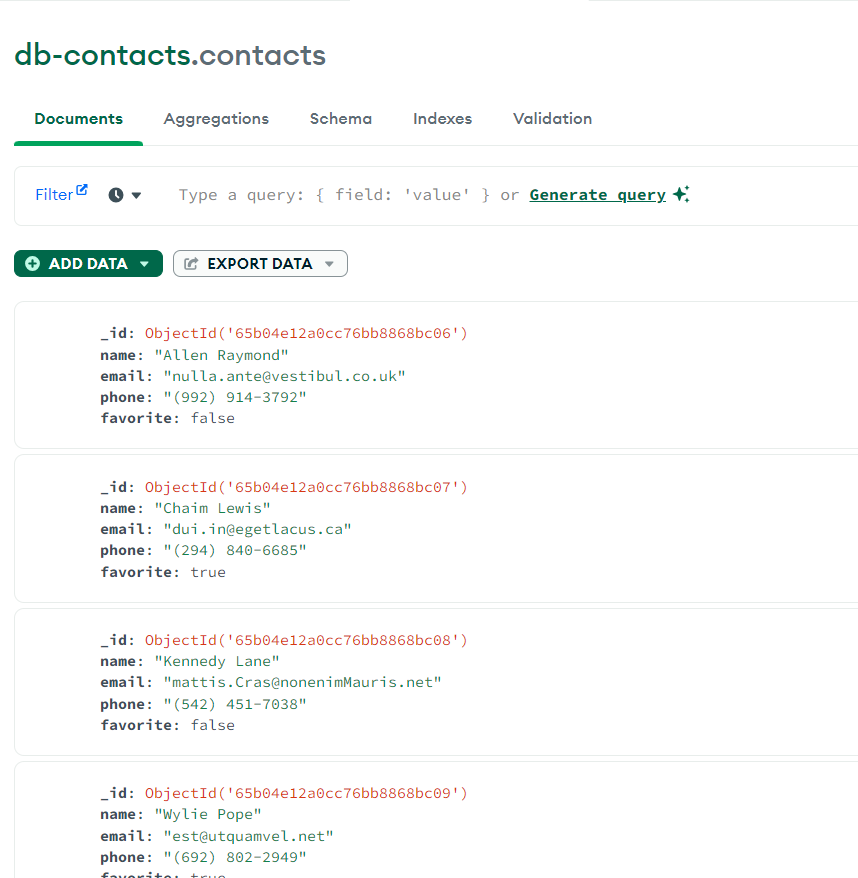 db-contacts.contacts
Documents Aggregations Schema Indexes Validation
Filter Type a query: { field: 'value' } or Generate query
ADD DATA EXPORT DATA
_id: ObjectId('65b04e12a0cc76bb8868bc06')
name: "Allen Raymond"
email: "nulla.ante@vestibul.co.uk"
phone: "(992) 914-3792"
favorite: false
_id: ObjectId('65b04e12a0cc76bb8868bc07')
name: "Chaim Lewis"
email: "dui.in@egetlacus.ca"
phone: "(294) 840-6685"
favorite: true
_id: ObjectId('65b04e12a0cc76bb8868bc08')
name: "Kennedy Lane"
email: "mattis.Cras@nonenimMauris.net"
phone: "(542) 451-7038"
favorite: false
_id: ObjectId('65b04e12a0cc76bb8868bc09')
name: "Wylie Pope"
email: "est@utquamvel.net"
phone: "(692) 802-2949"
favorite: true